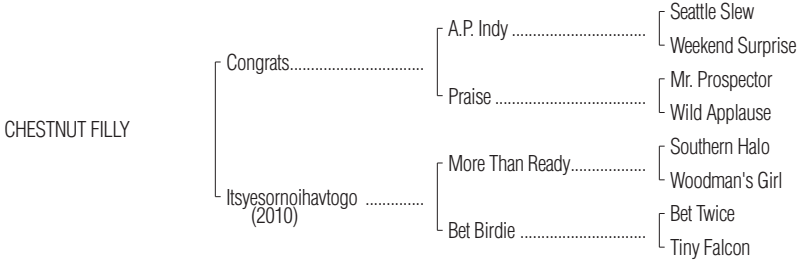 Seattle Slew
A.P. Indy
Weekend Surprise
Congrats
Mr. Prospector
Praise
Wild Applause
CHESTNUT FILLY
Southern Halo
More Than Ready
Woodman's Girl
Itsyesornoihavtogo
(2010)
Bet Twice
Bet Birdie
Tiny Falcon